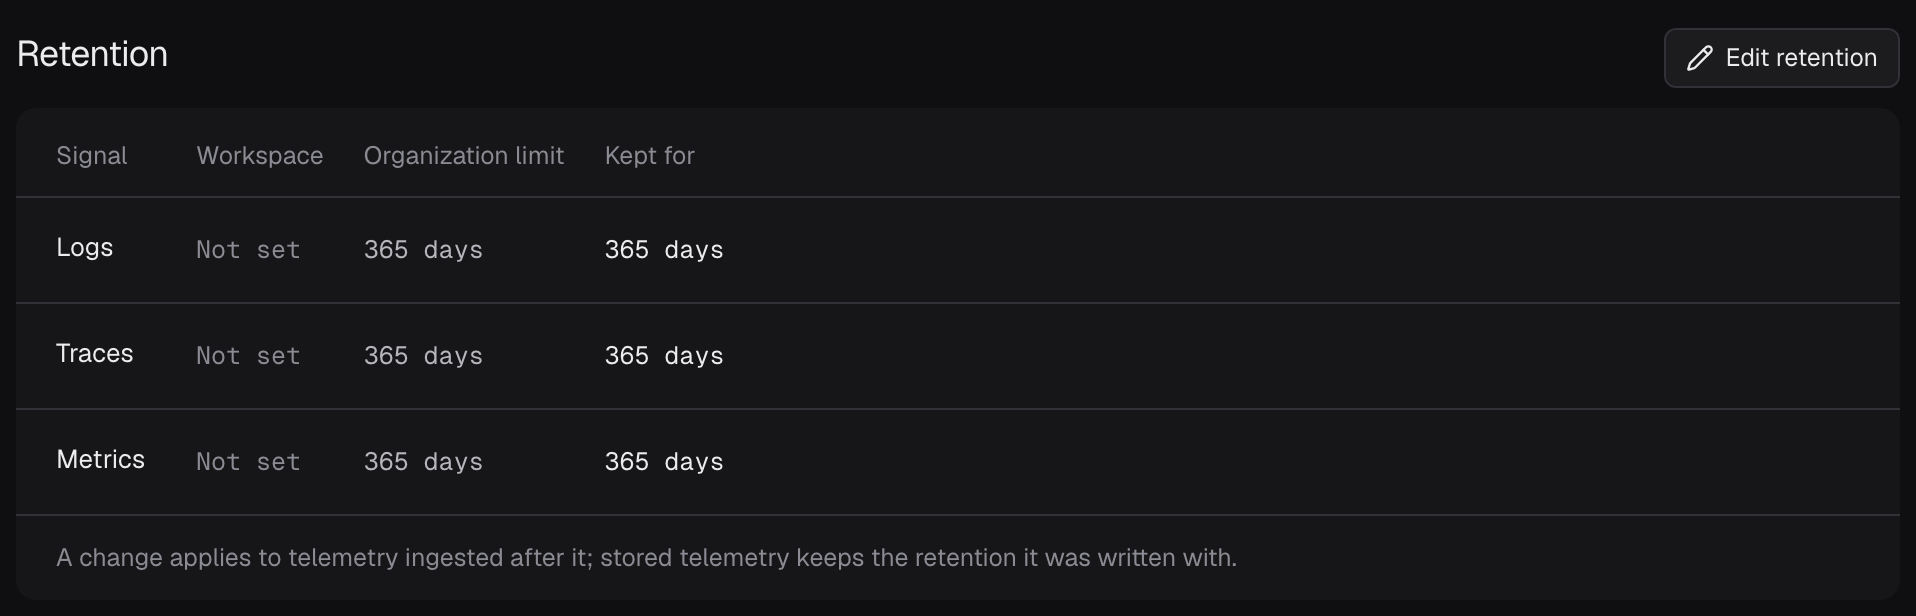 Retention
Edit retention
Signal Workspace Organization limit Kept for
Logs Not set 365 days 365 days
Traces Not set 365 days 365 days
Metrics Not set 365 days 365 days
A change applies to telemetry ingested after it; stored telemetry keeps the retention it was written with.